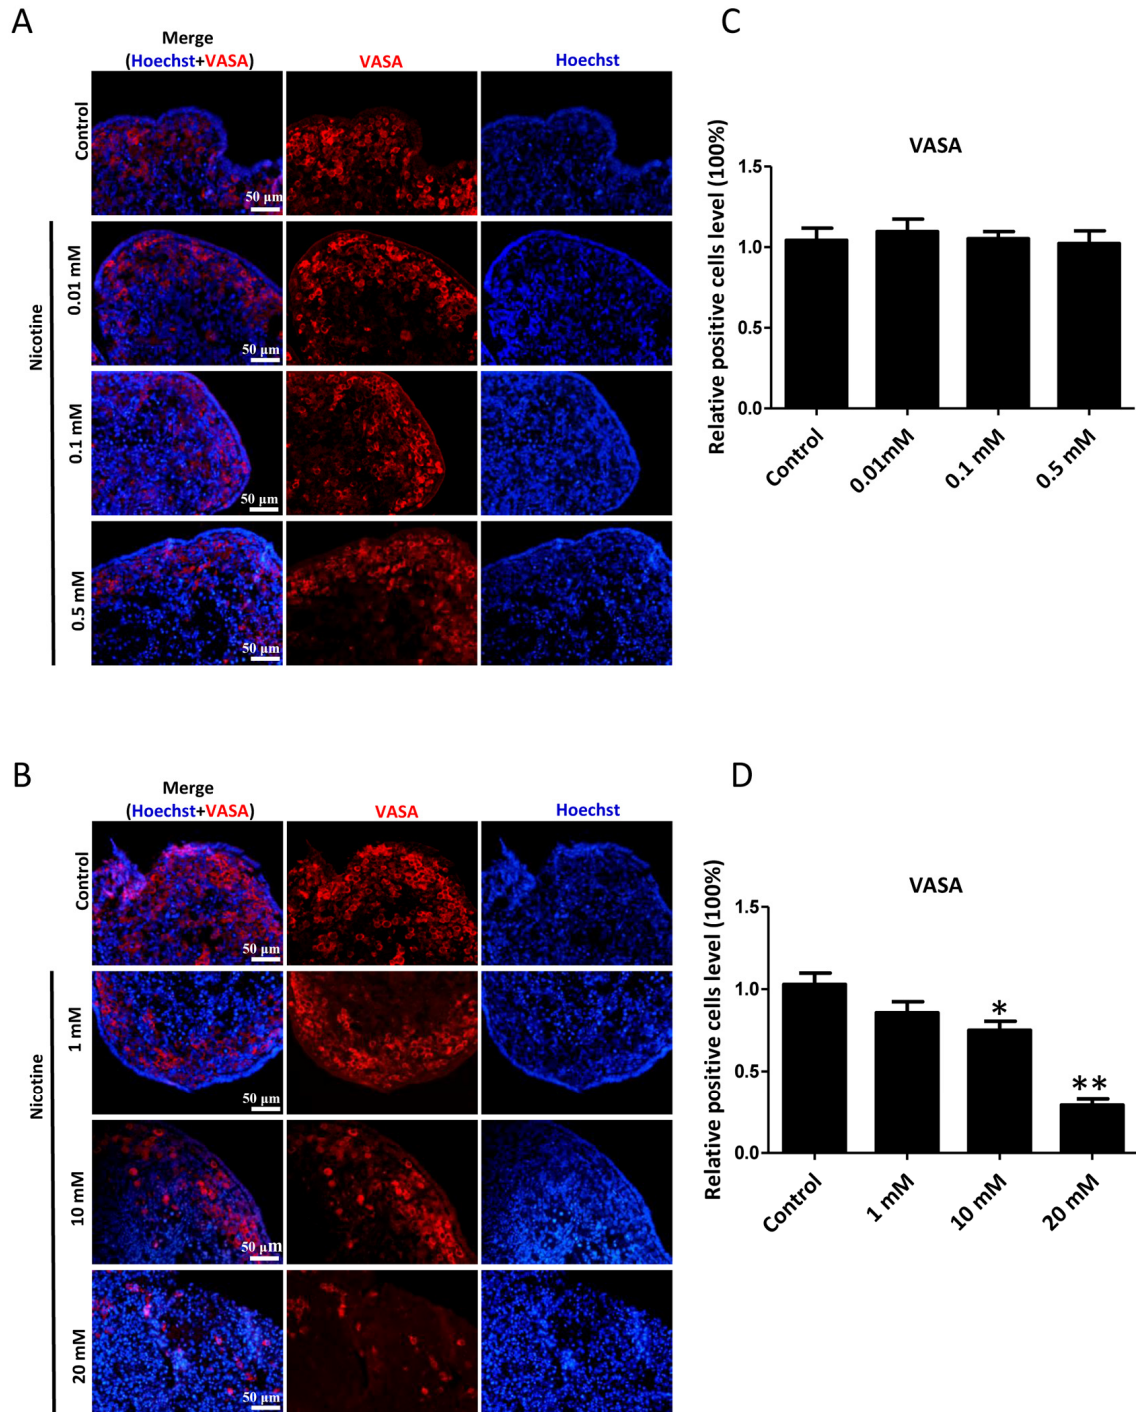 A
Merge
(Hoechst+VASA)
VASA
Hoechst
Control
50 µm
Nicotine
0.01 mM
50 µm
0.1 mM
50 µm
0.5 mM
50 µm
C
VASA
Relative positive cells level (100%)
1.5
1.0
0.5
0.0
Control
0.01mM
0.1 mM
0.5 mM
B
Merge
(Hoechst+VASA)
VASA
Hoechst
Control
50 µm
Nicotine
1 mM
50 µm
10 mM
50 µm
20 mM
50 µm
D
VASA
Relative positive cells level (100%)
1.5
1.0
0.5
0.0
*
**
Control
1 mM
10 mM
20 mM